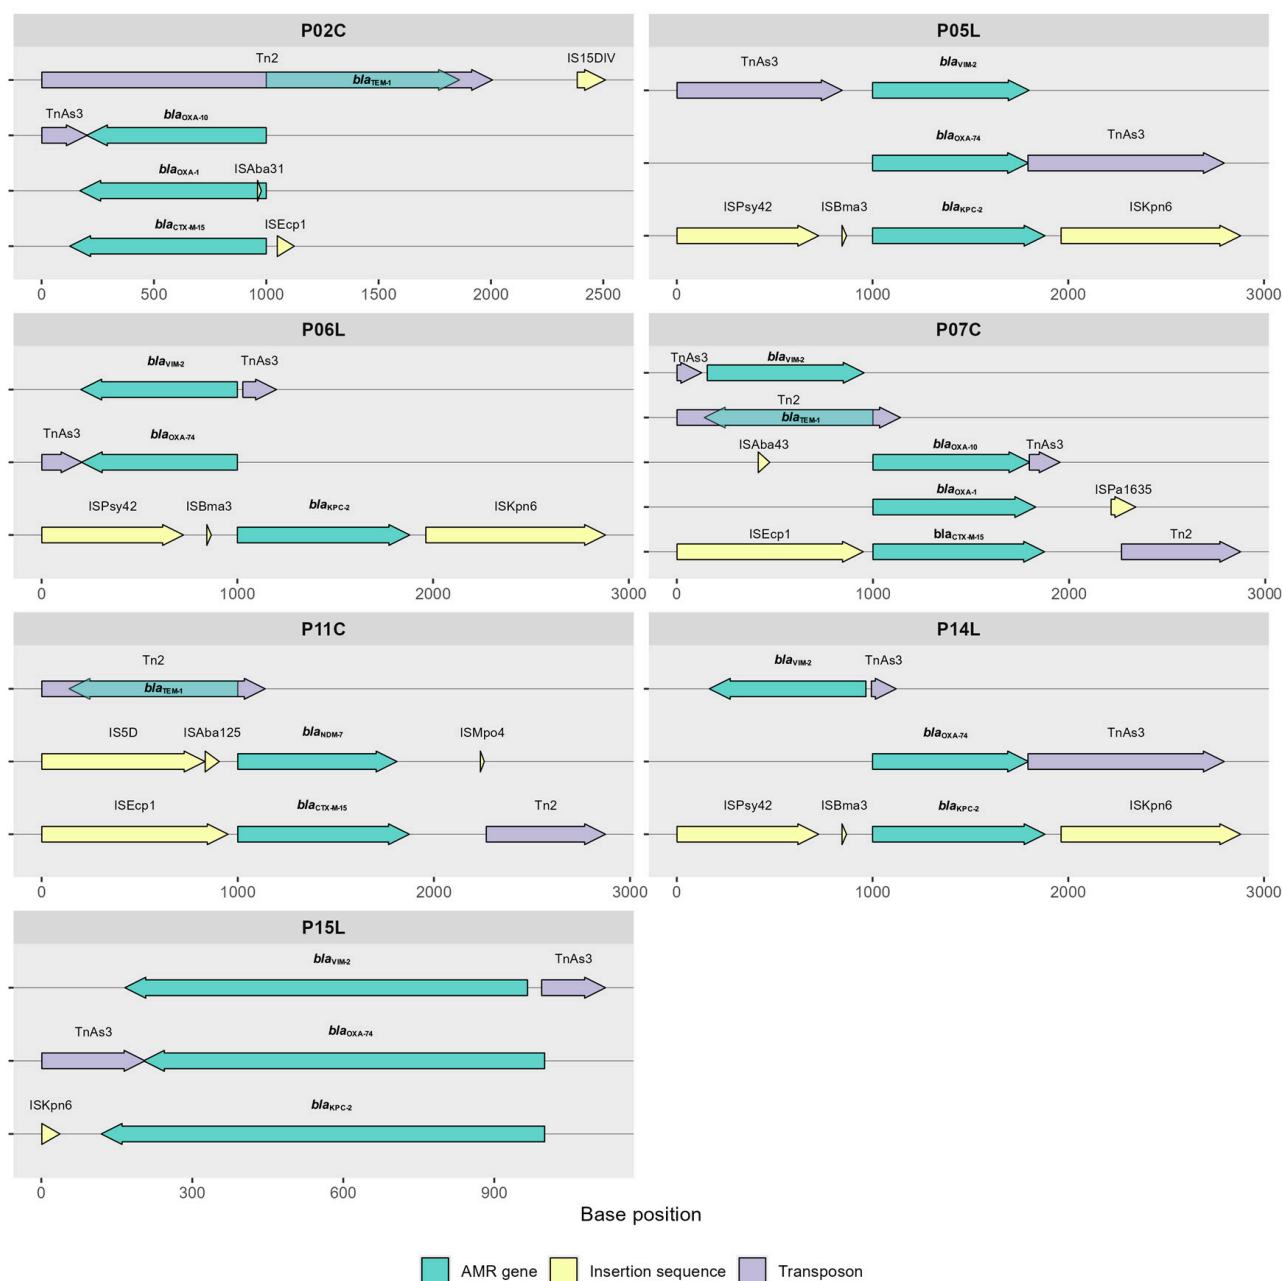 P02C
Tn2 IS15DIV
blaTEM-1
TnAs3 blaOXA-10
blaOXA-1 ISAba31
blaCTX-M-15 ISEcp1
0 500 1000 1500 2000 2500
P05L
TnAs3 blaVIM-2
blaOXA-74 TnAs3
ISPsy42 ISBma3 blaKPC-2 ISKpn6
0 1000 2000 3000
P06L
blaVIM-2 TnAs3
TnAs3 blaOXA-74
ISPsy42 ISBma3 blaKPC-2 ISKpn6
0 1000 2000 3000
P07C
TnAs3 blaVIM-2
Tn2
blaTEM-1
ISAba43 blaOXA-10 TnAs3
blaOXA-1 ISPa1635
ISEcp1 blaCTX-M-15 Tn2
0 1000 2000 3000
P11C
Tn2
blaTEM-1
IS5D ISAba125 blaNDM-7 ISMpo4
ISEcp1 blaCTX-M-15 Tn2
0 1000 2000 3000
P14L
blaVIM-2 TnAs3
blaOXA-74 TnAs3
ISPsy42 ISBma3 blaKPC-2 ISKpn6
0 1000 2000 3000
P15L
blaVIM-2 TnAs3
TnAs3 blaOXA-74
ISKpn6 blaKPC-2
0 300 600 900
Base position
AMR gene Insertion sequence Transposon